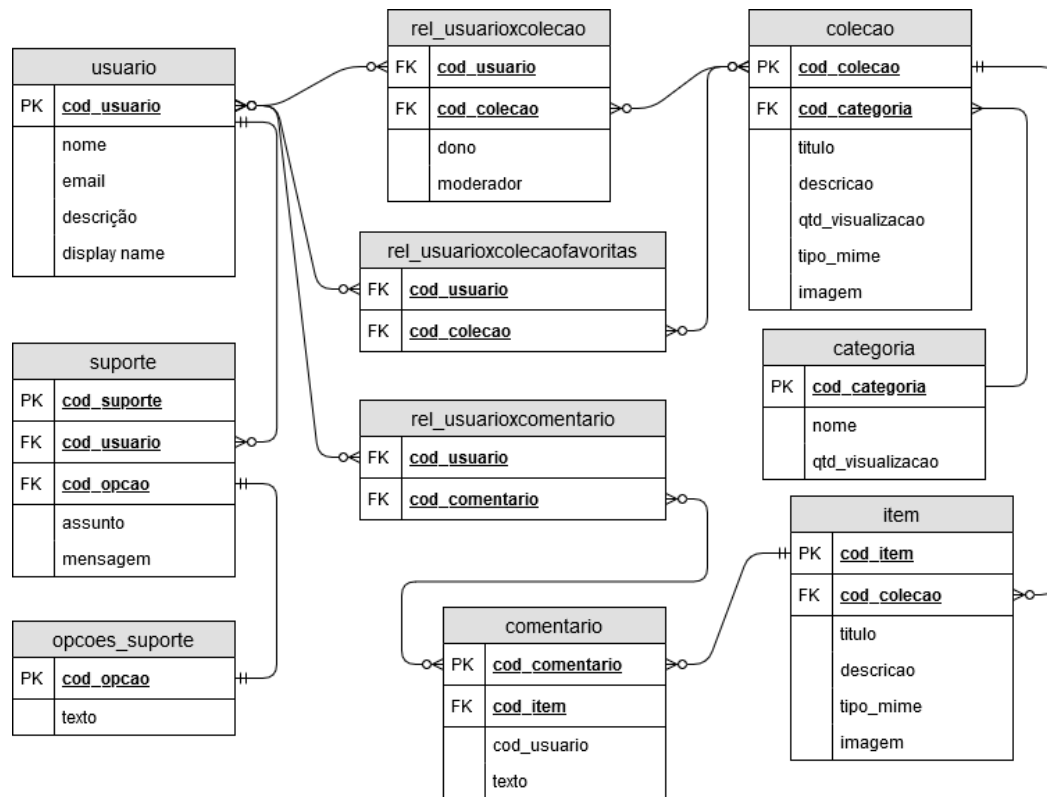 usuario
PK cod_usuario
nome
email
descrição
display name
rel_usuarioxcolecao
FK cod_usuario
FK cod_colecao
dono
moderador
colecao
PK cod_colecao
FK cod_categoria
titulo
descricao
qtd_visualizacao
tipo_mime
imagem
rel_usuarioxcolecaofavoritas
FK cod_usuario
FK cod_colecao
suporte
PK cod_suporte
FK cod_usuario
FK cod_opcao
assunto
mensagem
categoria
PK cod_categoria
nome
qtd_visualizacao
rel_usuarioxcomentario
FK cod_usuario
FK cod_comentario
item
PK cod_item
FK cod_colecao
titulo
descricao
tipo_mime
imagem
opcoes_suporte
PK cod_opcao
texto
comentario
PK cod_comentario
FK cod_item
cod_usuario
texto